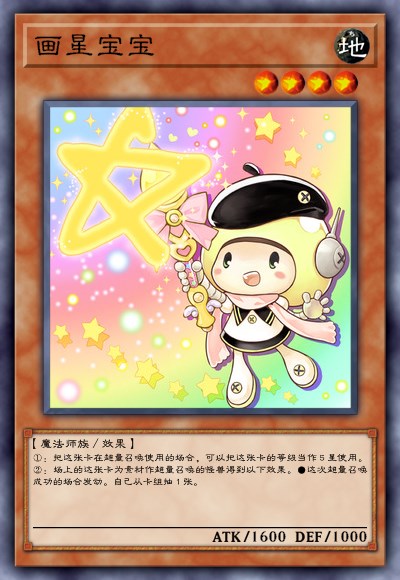 画星宝宝
地
【魔法师族／效果】
①：把这张卡在超量召唤使用的场合，可以把这张卡的等级当作5星使用。
②：场上的这张卡为素材作超量召唤的怪兽得到以下效果。●这次超量召唤
成功的场合发动。自己从卡组抽1张。
ATK/1600 DEF/1000